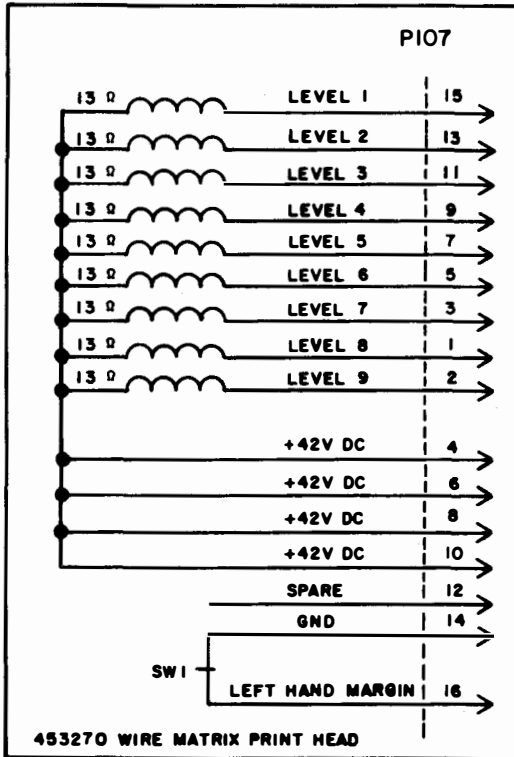 P107
13 Ω LEVEL 1 15
13 Ω LEVEL 2 13
13 Ω LEVEL 3 11
13 Ω LEVEL 4 9
13 Ω LEVEL 5 7
13 Ω LEVEL 6 5
13 Ω LEVEL 7 3
13 Ω LEVEL 8 1
13 Ω LEVEL 9 2
+42V DC 4
+42V DC 6
+42V DC 8
+42V DC 10
SPARE 12
GND 14
SW1
LEFT HAND MARGIN 16
453270 WIRE MATRIX PRINT HEAD